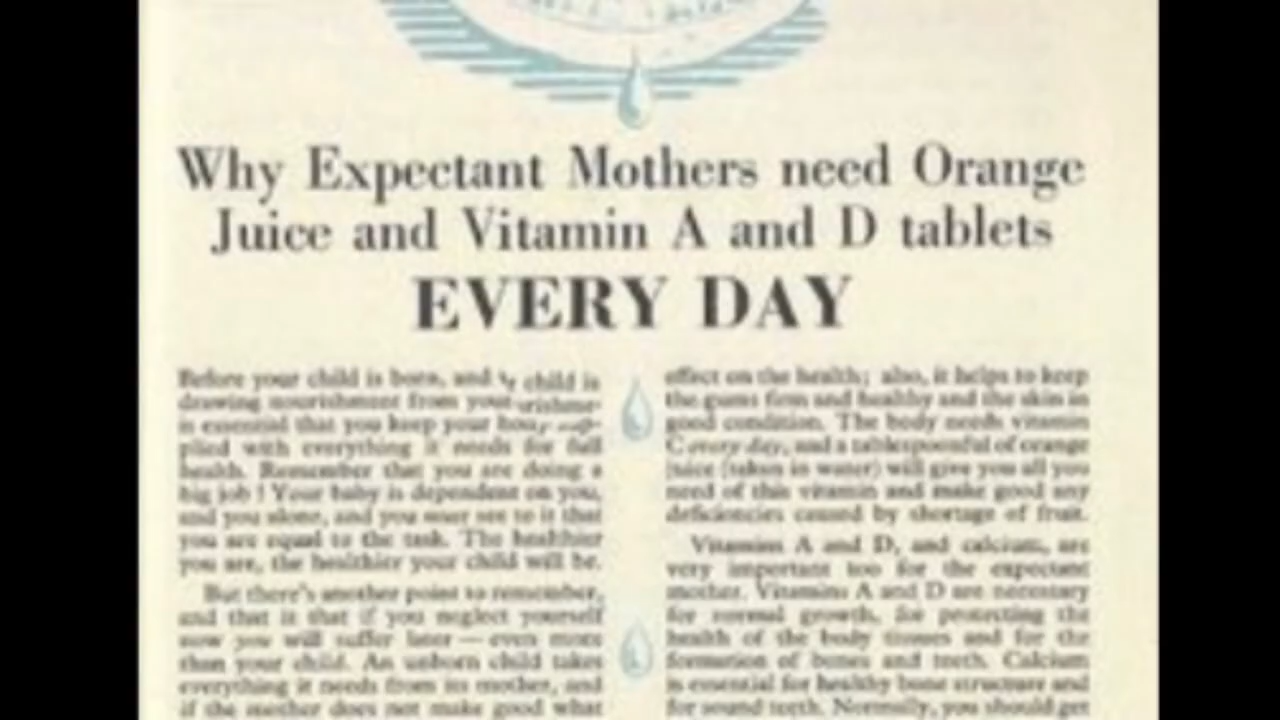 Why Expectant Mothers need Orange
Juice and Vitamin A and D tablets
EVERY DAY
Before your child is born, and child is
drawing nourishment from your
is essential that you keep your
plied with everything it needs for full
health. Remember that you are doing a
big job! Your baby is dependent on you,
and you alone, and you must see to it that
you are equal to the task. The healthier
you are, the healthier your child will be.
But there's another point to remember,
and that is that if you neglect yourself
now you will suffer later — even more
than your child. An unborn child takes
everything it needs from its mother, and
if the mother does not make good what
effect on the health; also, it helps to keep
the gums firm and healthy and the skin in
good condition. The body needs vitamin
C every day, and a tablespoonful of orange
juice (taken in water) will give you all you
need of this vitamin and make good any
deficiencies caused by shortage of fruit.
Vitamins A and D, and calcium, are
very important too for the expectant
mother. Vitamins A and D are necessary
for normal growth, for protecting the
health of the body tissues and for the
formation of bones and teeth. Calcium
is essential for healthy bone structure and
for sound teeth. Normally, you should get